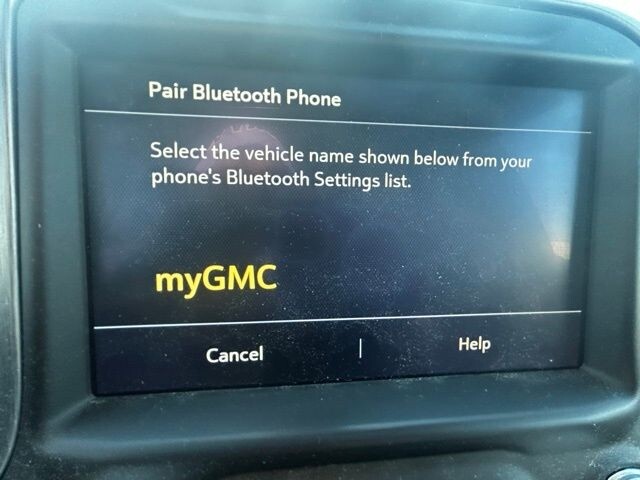 Pair Bluetooth Phone
Select the vehicle name shown below from your
phone's Bluetooth Settings list.
myGMC
Cancel | Help